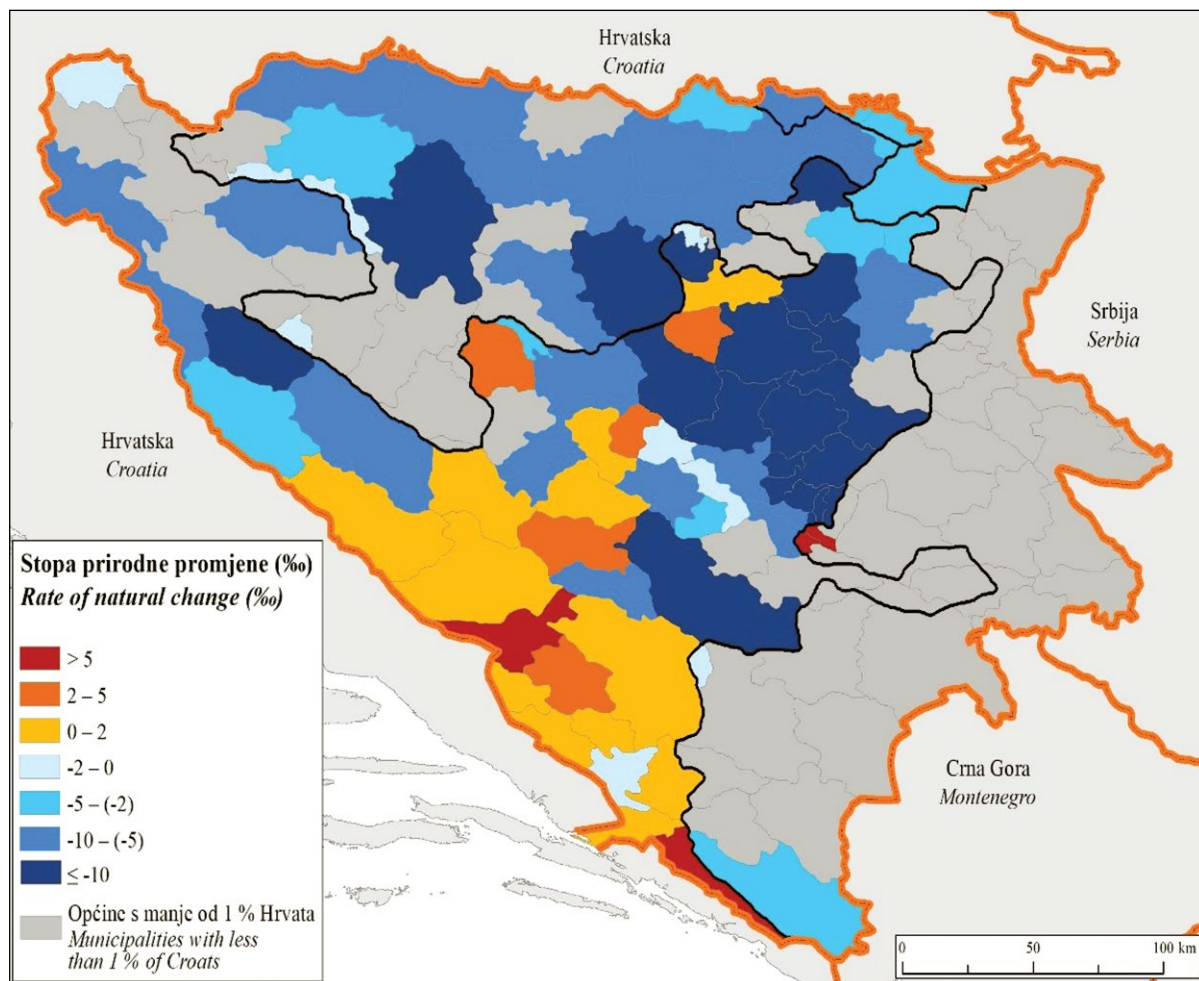 Hrvatska
Croatia
Srbija
Serbia
Hrvatska
Croatia
Crna Gora
Montenegro
Stopa prirodne promjene (‰)
Rate of natural change (‰)
> 5
2 – 5
0 – 2
-2 – 0
-5 – (-2)
-10 – (-5)
≤ -10
Općine s manje od 1 % Hrvata
Municipalities with less
than 1 % of Croats
0 50 100 km